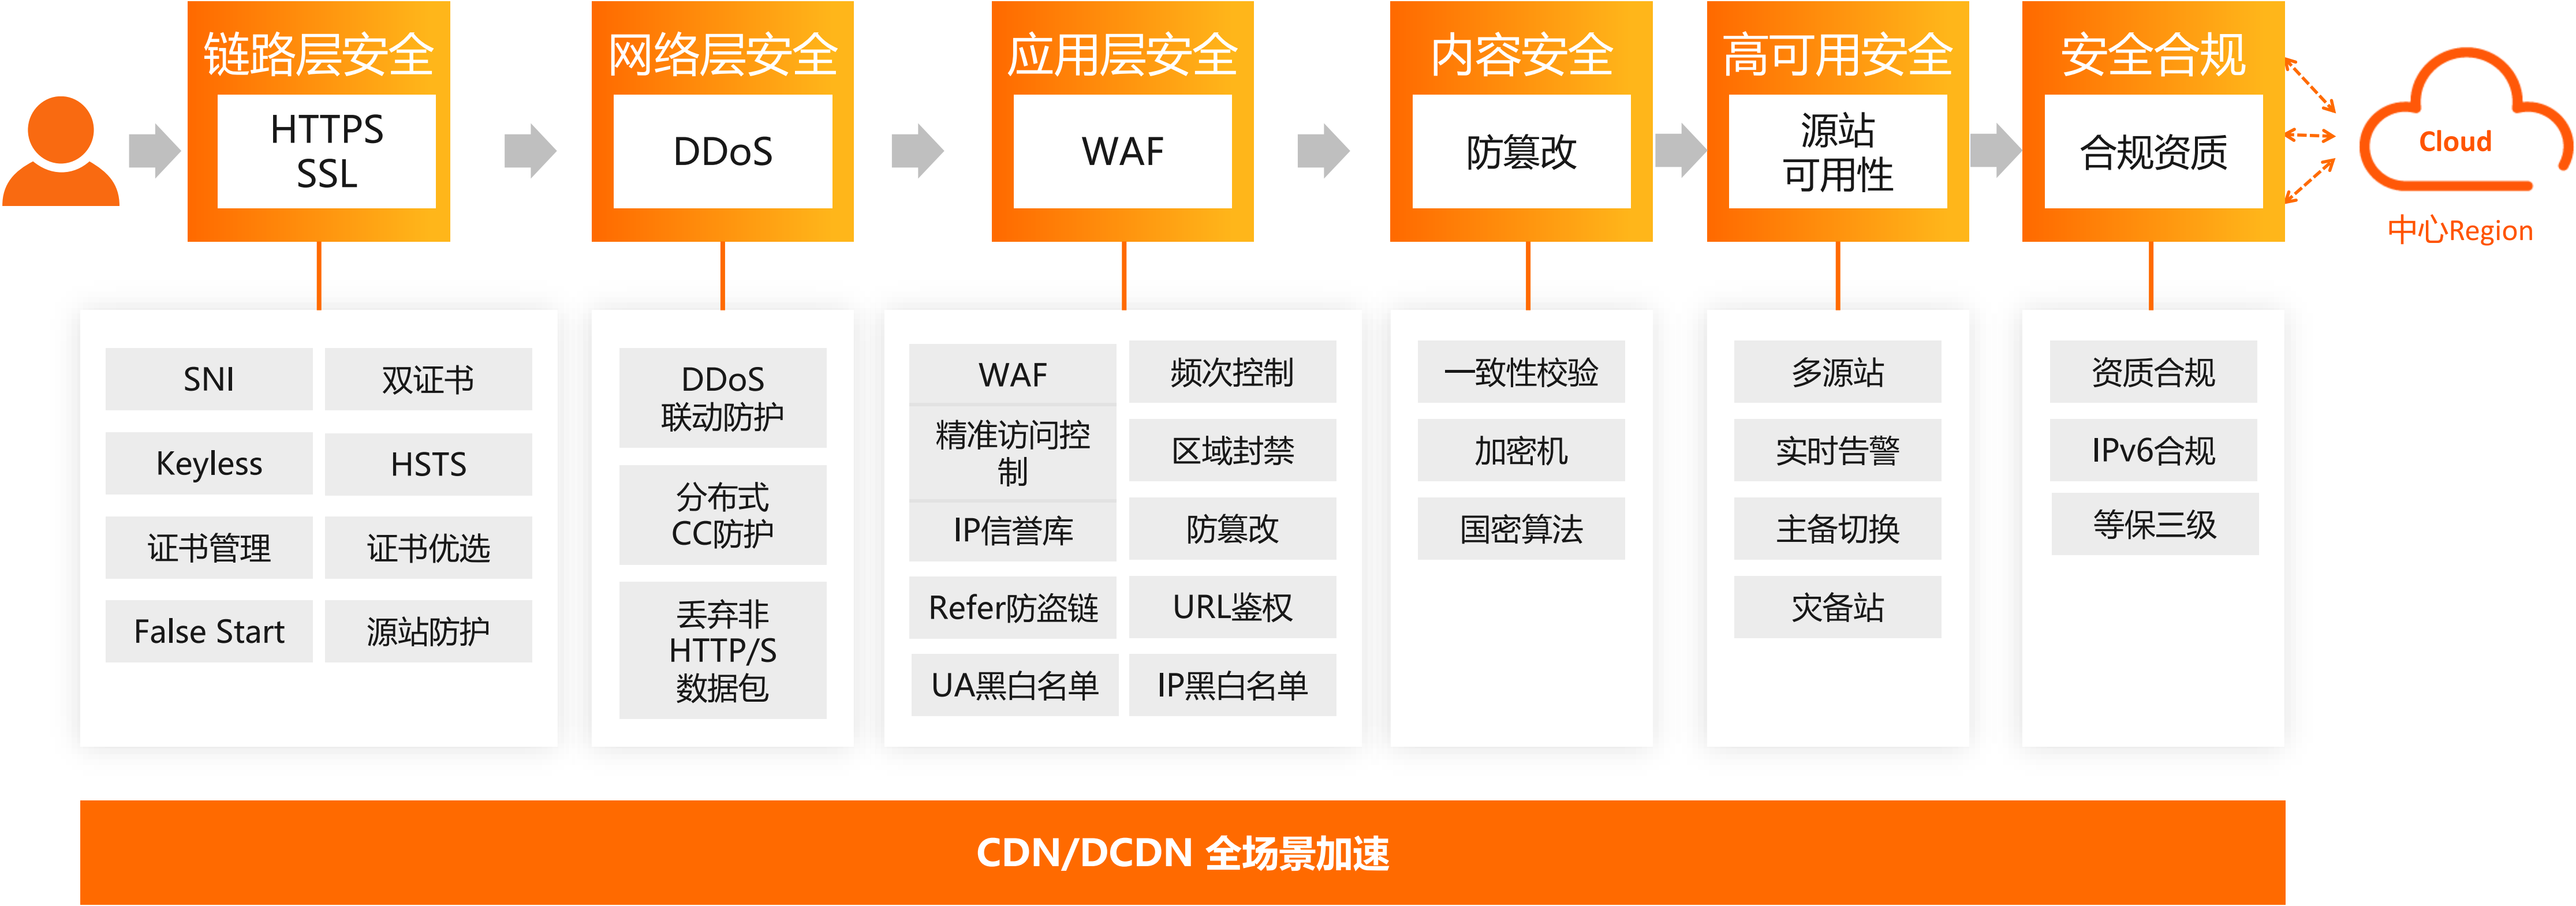 链路层安全
HTTPS
SSL
网络层安全
DDoS
应用层安全
WAF
内容安全
防篡改
高可用安全
源站
可用性
安全合规
合规资质
Cloud
中心Region
SNI
双证书
Keyless
HSTS
证书管理
证书优选
False Start
源站防护
DDoS
联动防护
分布式
CC防护
丢弃非
HTTP/S
数据包
WAF
频次控制
精准访问控
制
区域封禁
IP信誉库
防篡改
Refer防盗链
URL鉴权
UA黑白名单
IP黑白名单
一致性校验
加密机
国密算法
多源站
实时告警
主备切换
灾备站
资质合规
IPv6合规
等保三级
CDN/DCDN 全场景加速